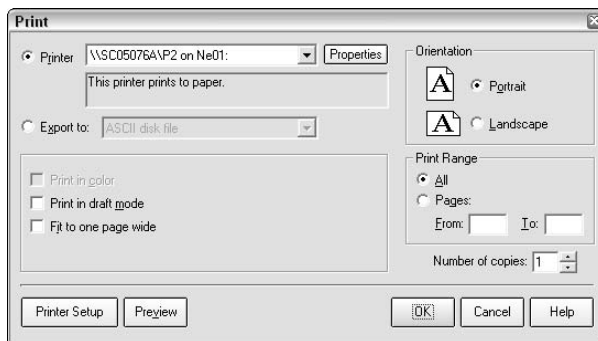 Print
Printer
\\SC05076A\P2 on Ne01:
Properties
This printer prints to paper.
Export to:
ASCII disk file
Print in color
Print in draft mode
Fit to one page wide
Orientation
A
Portrait
A
Landscape
Print Range
All
Pages:
From:
To:
Number of copies:
1
Printer Setup
Preview
OK
Cancel
Help